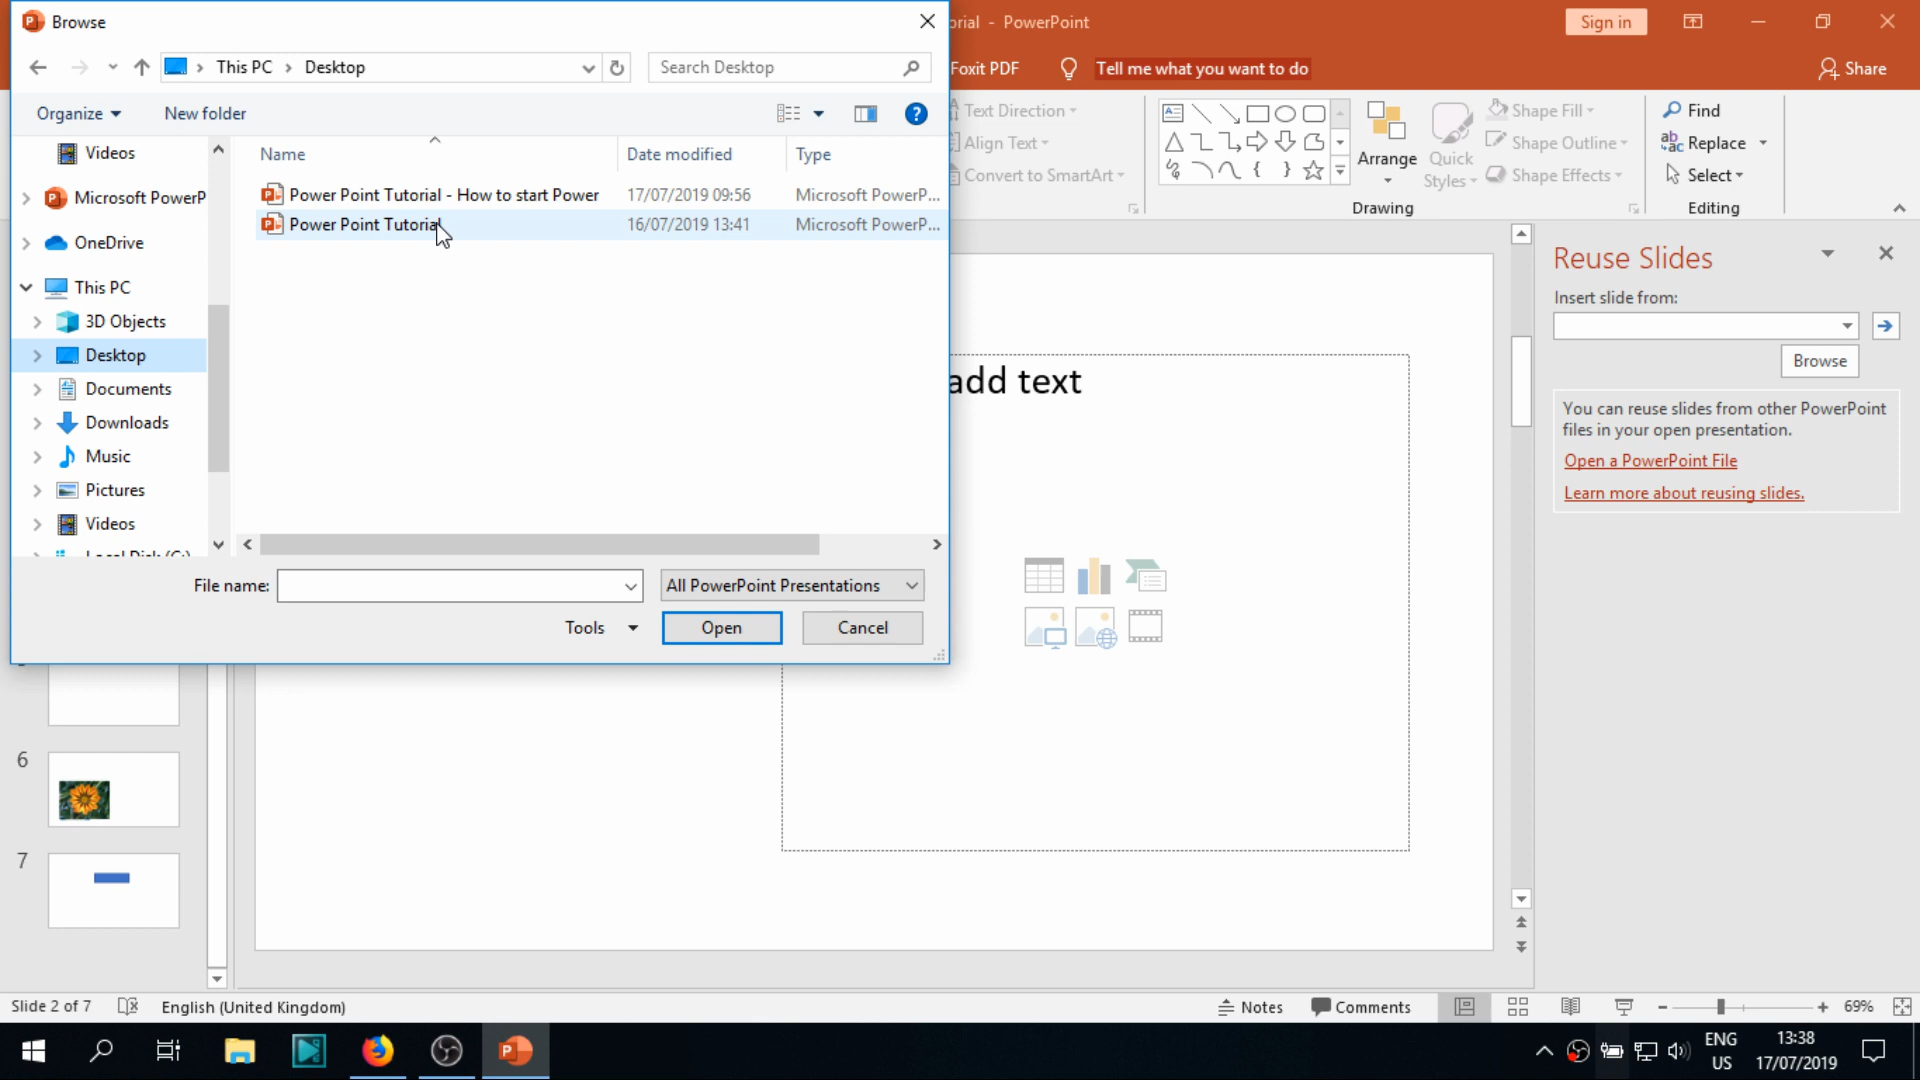 Browse
orial - PowerPoint
Sign in
This PC
Desktop
Search Desktop
Foxit PDF
Tell me what you want to do
Share
Organize
New folder
Text Direction
Align Text
Convert to SmartArt
Arrange
Quick
Styles
Shape Fill
Shape Outline
Shape Effects
Drawing
Find
Replace
Select
Editing
Name
Date modified
Type
Power Point Tutorial - How to start Power
17/07/2019 09:56
Microsoft PowerP...
Power Point Tutorial
16/07/2019 13:41
Microsoft PowerP...
Videos
Microsoft PowerP
OneDrive
This PC
3D Objects
Desktop
Documents
Downloads
Music
Pictures
Videos
Local Disk (C:)
File name:
All PowerPoint Presentations
Tools
Open
Cancel
add text
Reuse Slides
Insert slide from:
Browse
You can reuse slides from other PowerPoint
files in your open presentation.
Open a PowerPoint File
Learn more about reusing slides.
6
7
Slide 2 of 7
English (United Kingdom)
Notes
Comments
69%
ENG
US
13:38
17/07/2019